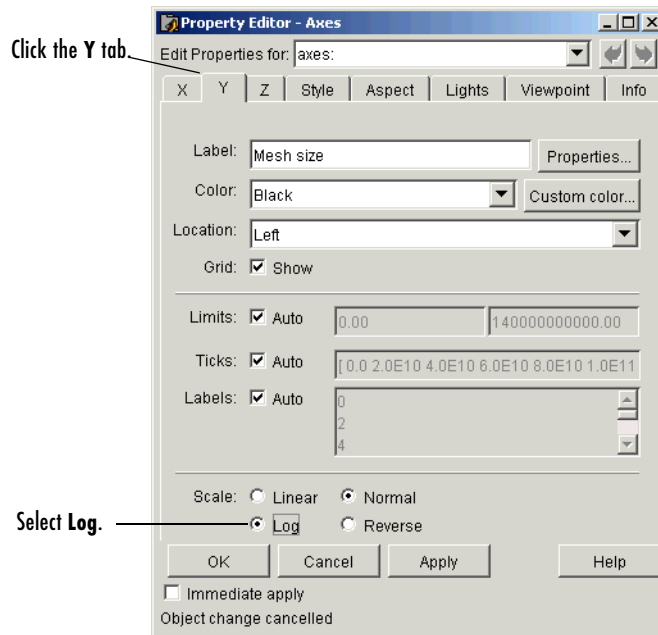 Property Editor - Axes
Click the Y tab.
Edit Properties for: axes:
X Y Z Style Aspect Lights Viewpoint Info
Label: Mesh size Properties...
Color: Black Custom color...
Location: Left
Grid: Show
Limits: Auto 0.00 140000000000.00
Ticks: Auto [ 0.0 2.0E10 4.0E10 6.0E10 8.0E10 1.0E11
Labels: Auto 0
2
4
Scale: Linear Normal
Select Log. Log Reverse
OK Cancel Apply Help
Immediate apply
Object change cancelled